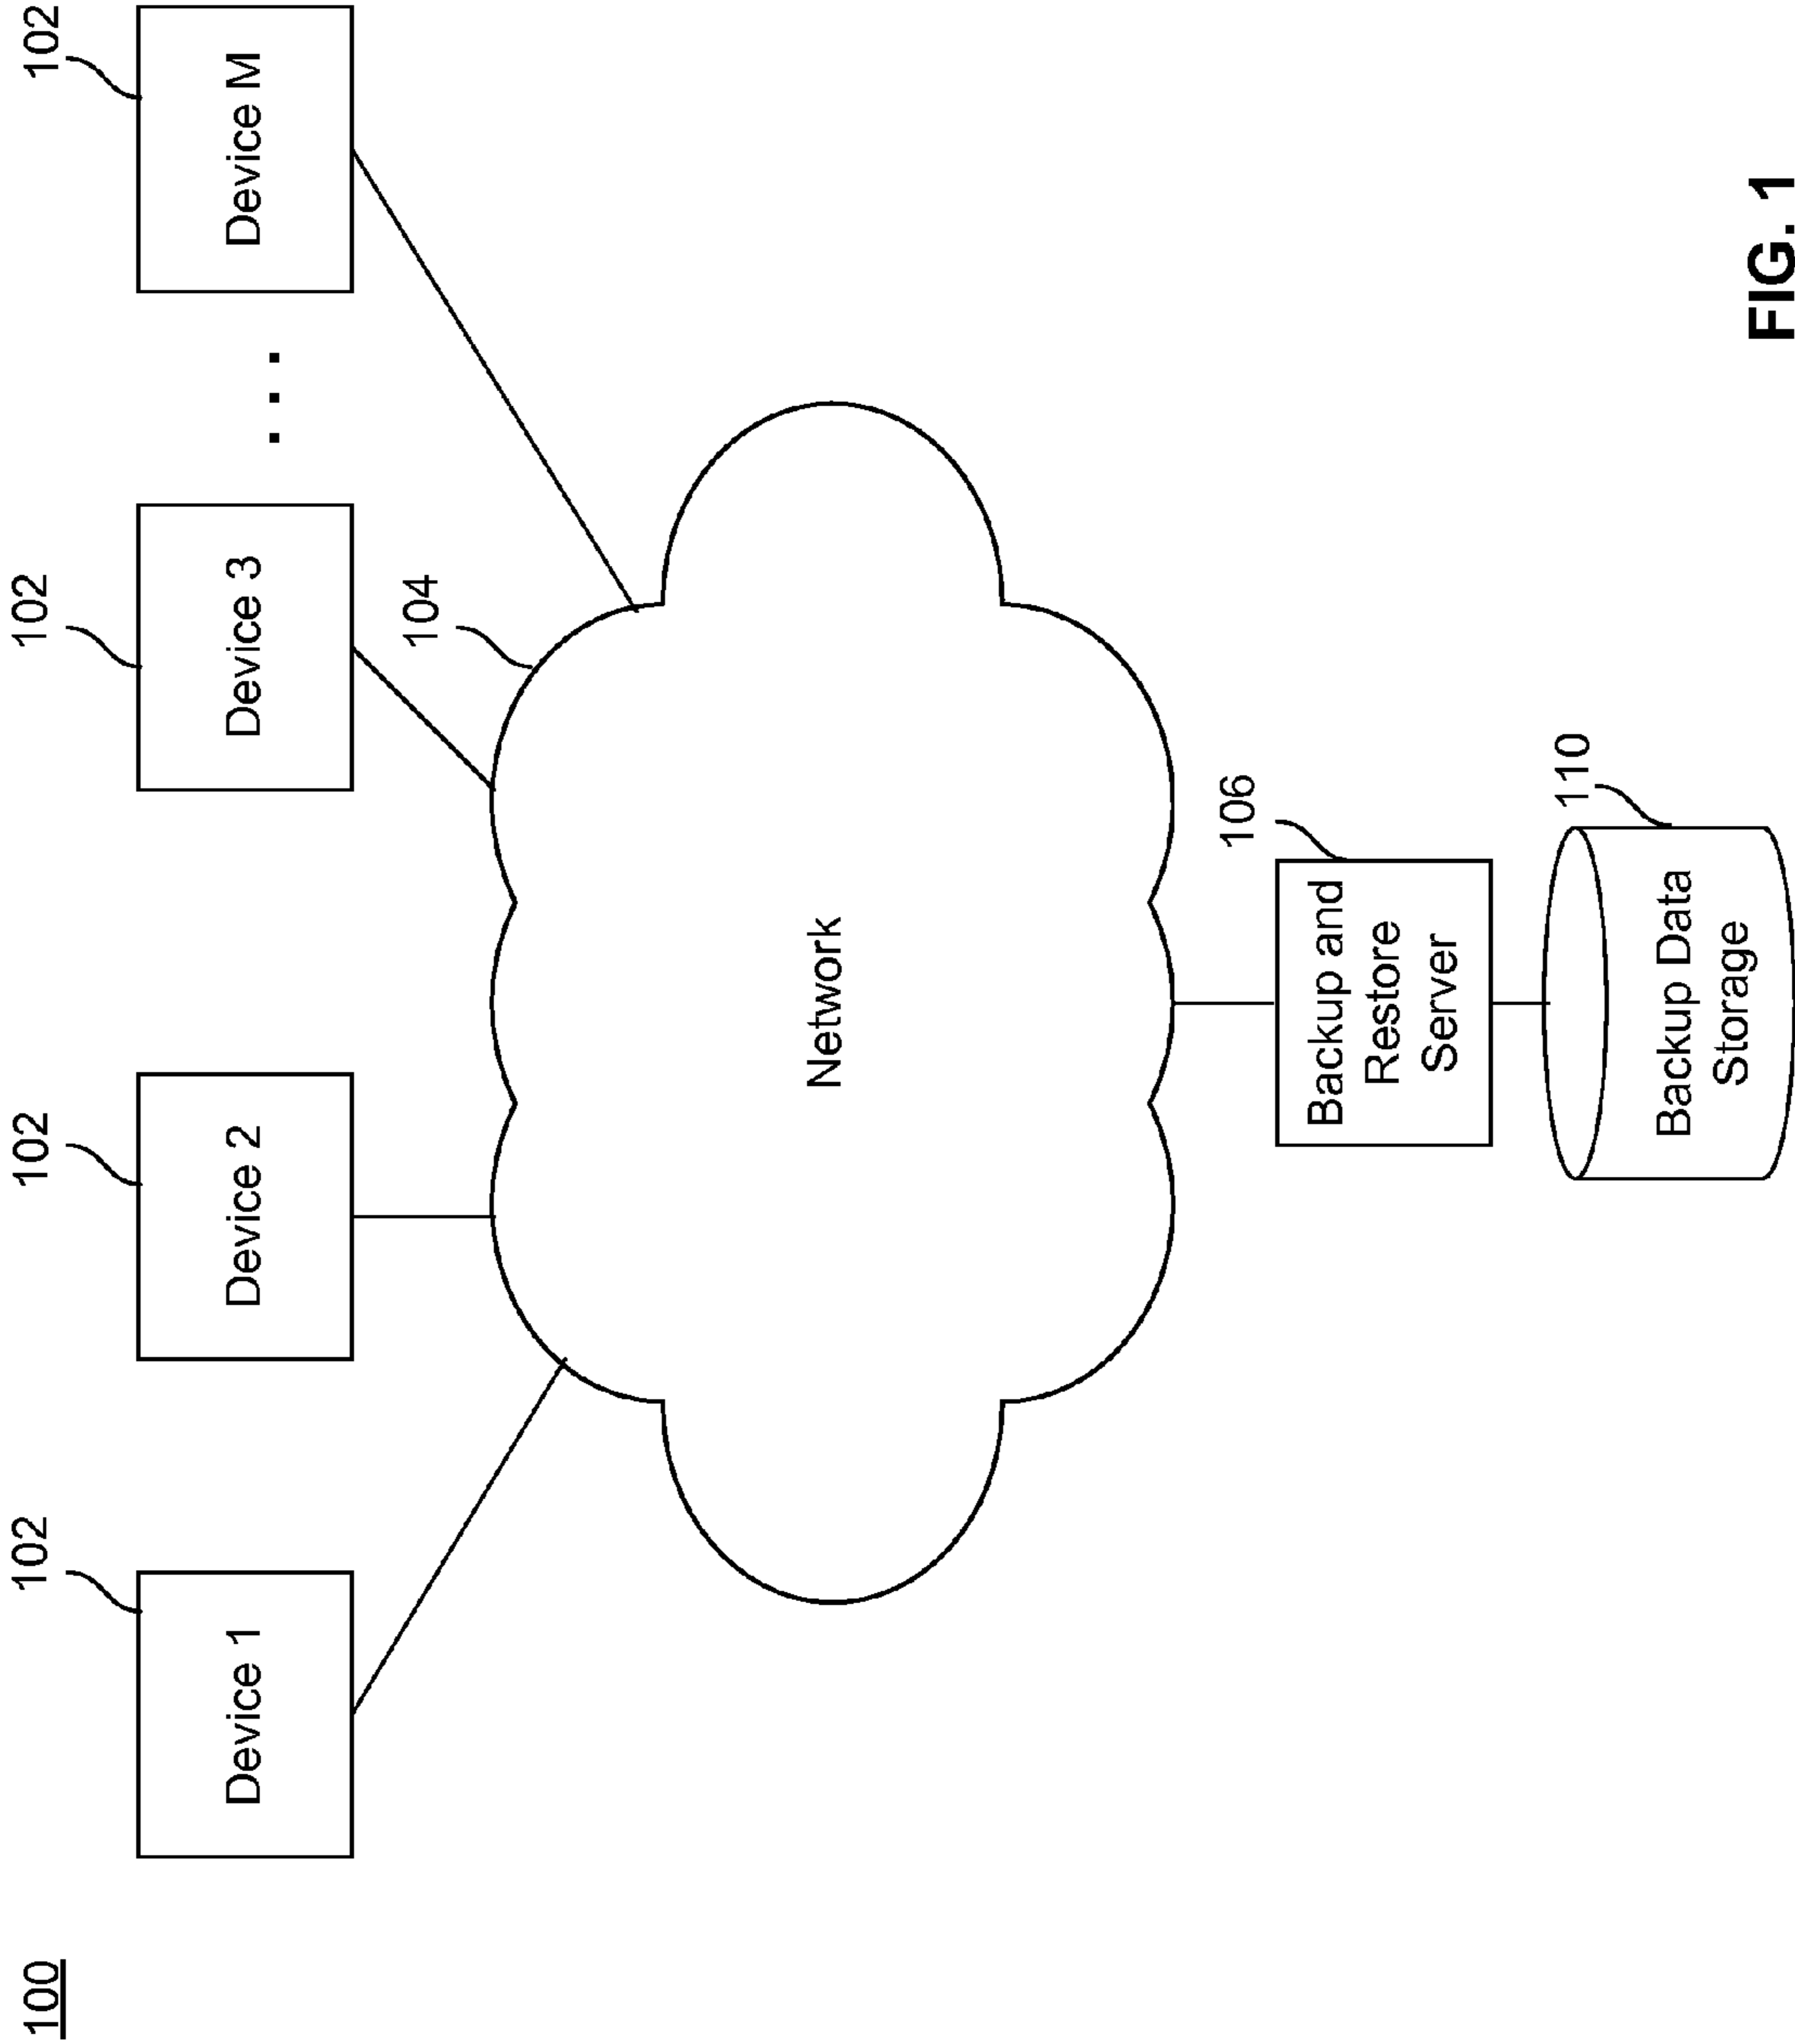 100
102
102
102
102
Device 1
Device 2
Device 3
...
Device M
104
Network
106
Backup and
Restore
Server
110
Backup Data
Storage
FIG. 1